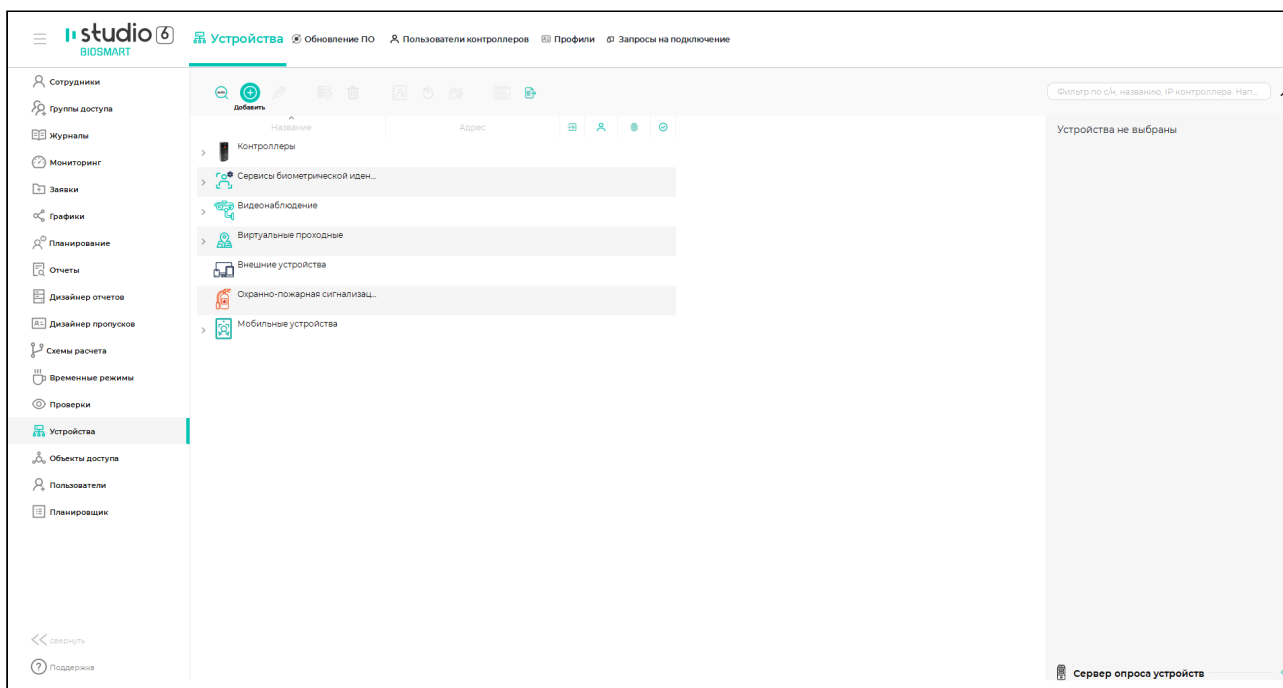 studio 6
BIOSMART
Устройства
Обновление ПО
Пользователи контроллеров
Профили
Запросы на подключение
Сотрудники
Группы доступа
Журналы
Мониторинг
Заявки
Графики
Планирование
Отчеты
Дизайнер отчетов
Дизайнер пропусков
Схемы расчета
Временные режимы
Проверки
Устройства
Объекты доступа
Пользователи
Планировщик
свернуть
Поддержка
Добавить
Название
Адрес
Контроллеры
Сервисы биометрической иден...
Видеонаблюдение
Виртуальные проходные
Внешние устройства
Охранно-пожарная сигнализац...
Мобильные устройства
Фильтр по с/н, названию, IP контроллера. Нап...
Устройства не выбраны
Сервер опроса устройств